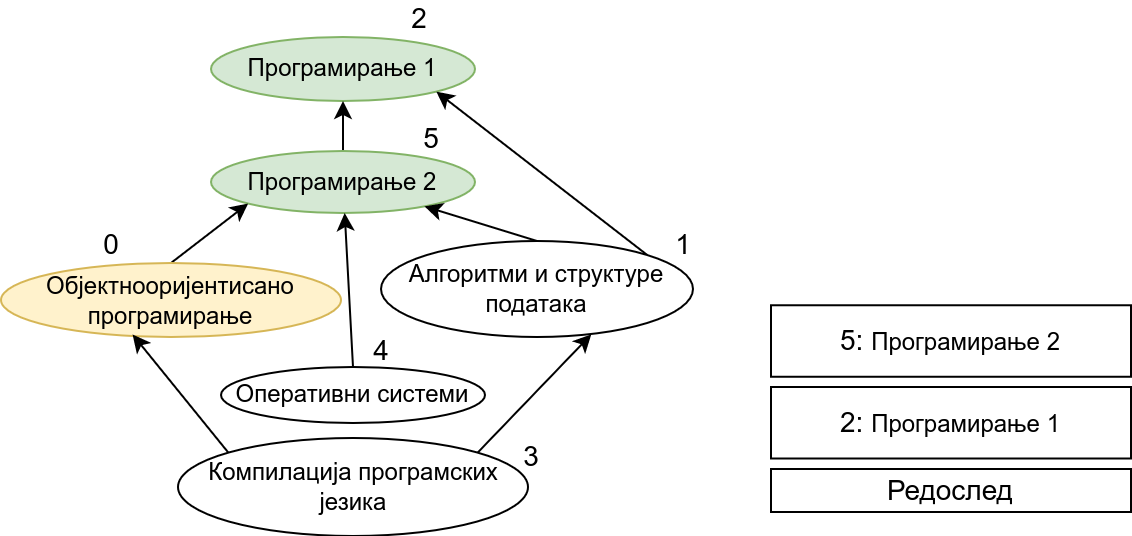 2
Програмирање 1
5
Програмирање 2
0
Објектнооријентисано
програмирање
1
Алгоритми и структуре
података
4
Оперативни системи
3
Компилација програмских
језика
5: Програмирање 2
2: Програмирање 1
Редослед